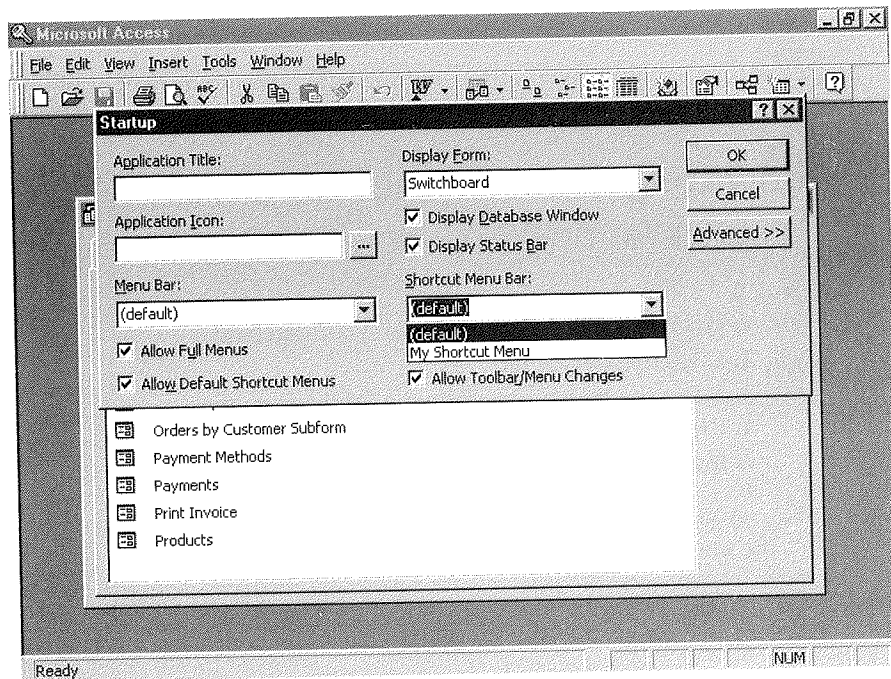 Microsoft Access
File Edit View Insert Tools Window Help
ABC
Startup
Application Title:
Display Form:
OK
Switchboard
Cancel
Application Icon:
Display Database Window
...
Display Status Bar
Advanced >>
Menu Bar:
Shortcut Menu Bar:
(default)
(default)
(default)
My Shortcut Menu
Allow Full Menus
Allow Default Shortcut Menus
Allow Toolbar/Menu Changes
Orders by Customer Subform
Payment Methods
Payments
Print Invoice
Products
Ready
NUM